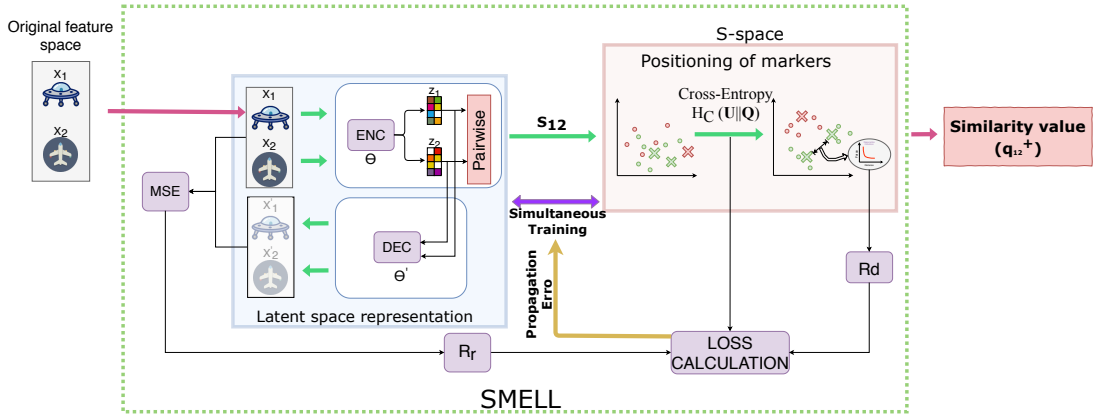 Original feature
space
x1
x2
S-space
Positioning of markers
x1
x2
ENC
Θ
z1
z2
Pairwise
S12
Cross-Entropy
HC (U||Q)
Similarity value
(q12+)
MSE
x'1
x'2
DEC
Θ'
Latent space representation
Simultaneous
Training
Propagation
Erro
Rd
Rr
LOSS
CALCULATION
SMELL